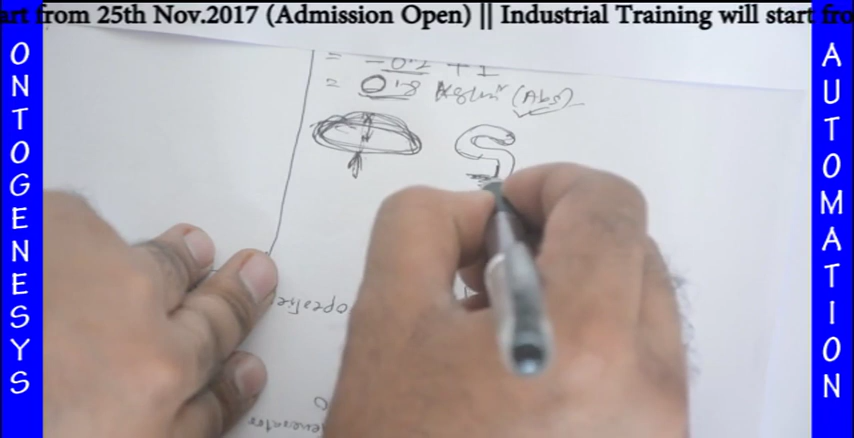 art from 25th Nov.2017 (Admission Open) || Industrial Training will start fro
ONTOGENESYS
= -0.2 + 1
= 0.8 (Abs)
AUTOMATION